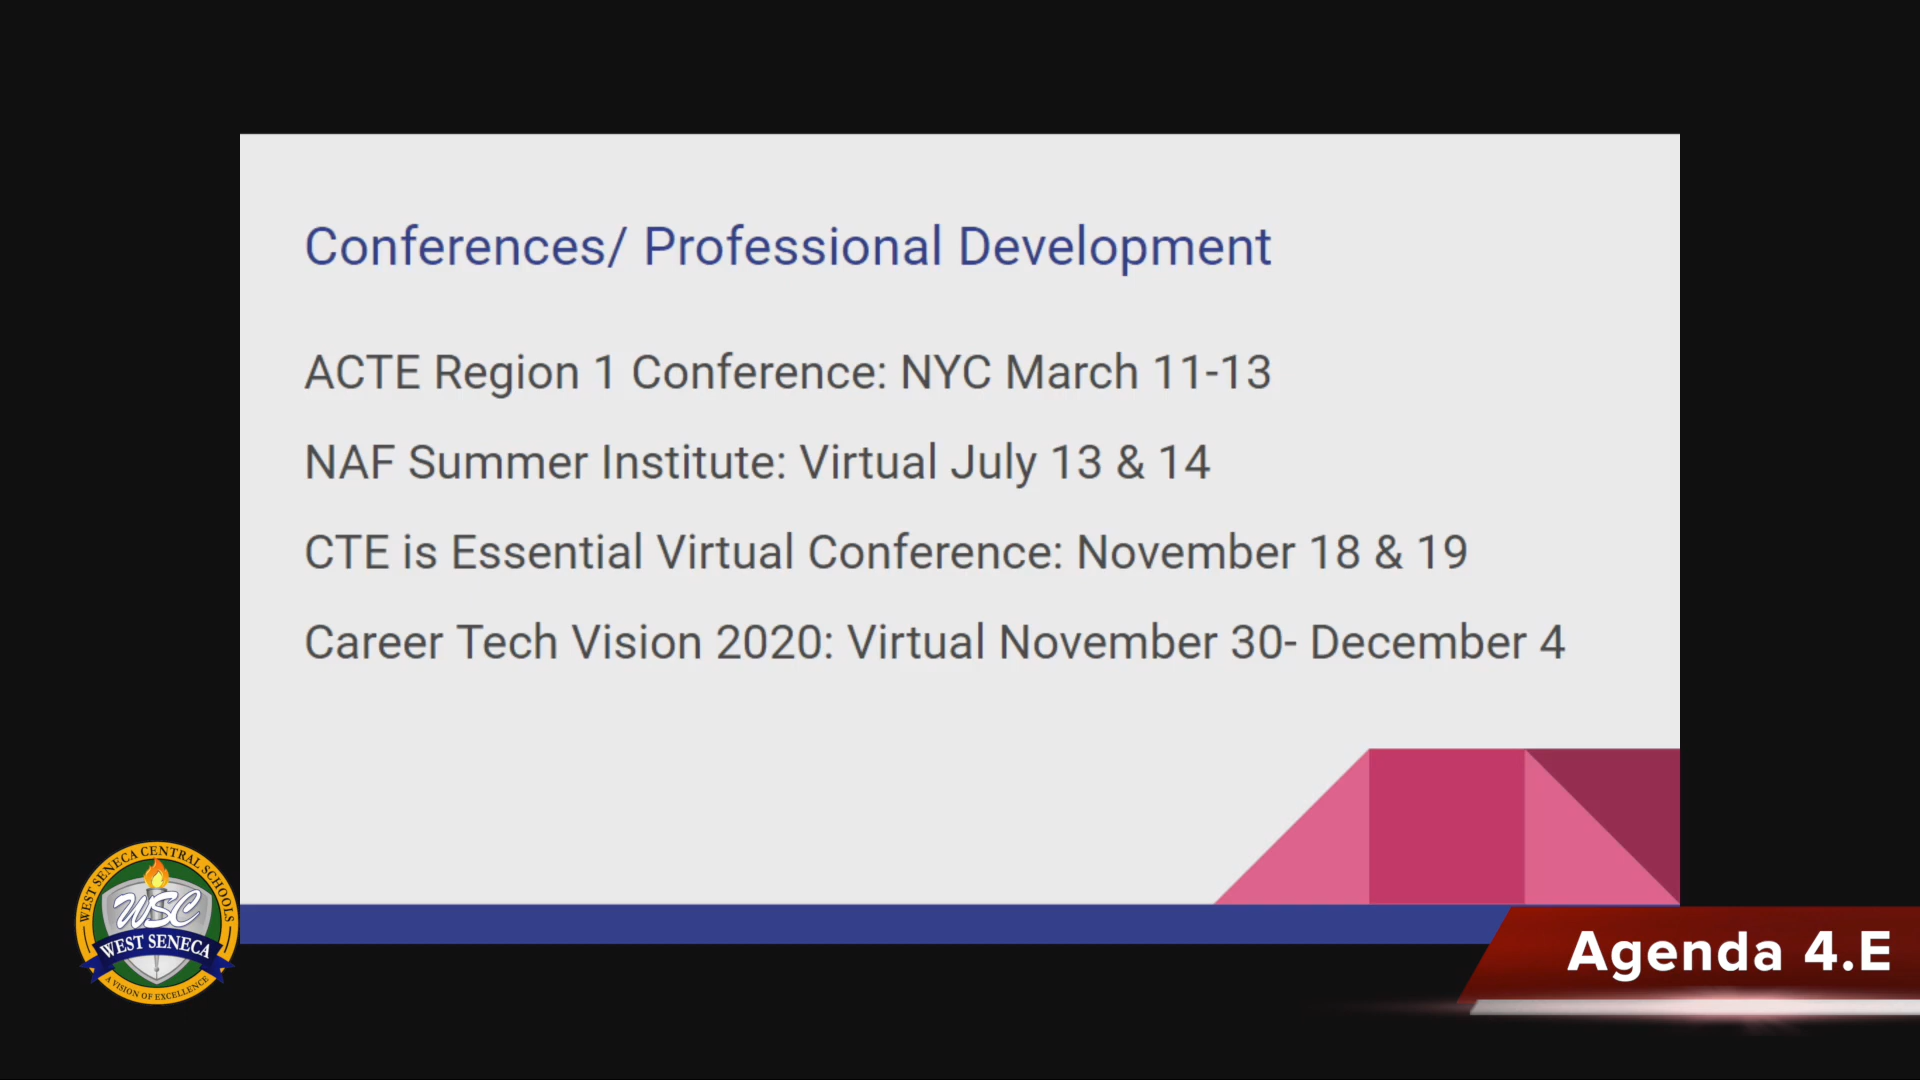 Conferences/ Professional Development
ACTE Region 1 Conference: NYC March 11-13
NAF Summer Institute: Virtual July 13 & 14
CTE is Essential Virtual Conference: November 18 & 19
Career Tech Vision 2020: Virtual November 30- December 4
WEST SENECA CENTRAL SCHOOLS
WSC
WEST SENECA
A VISION OF EXCELLENCE
Agenda 4.E